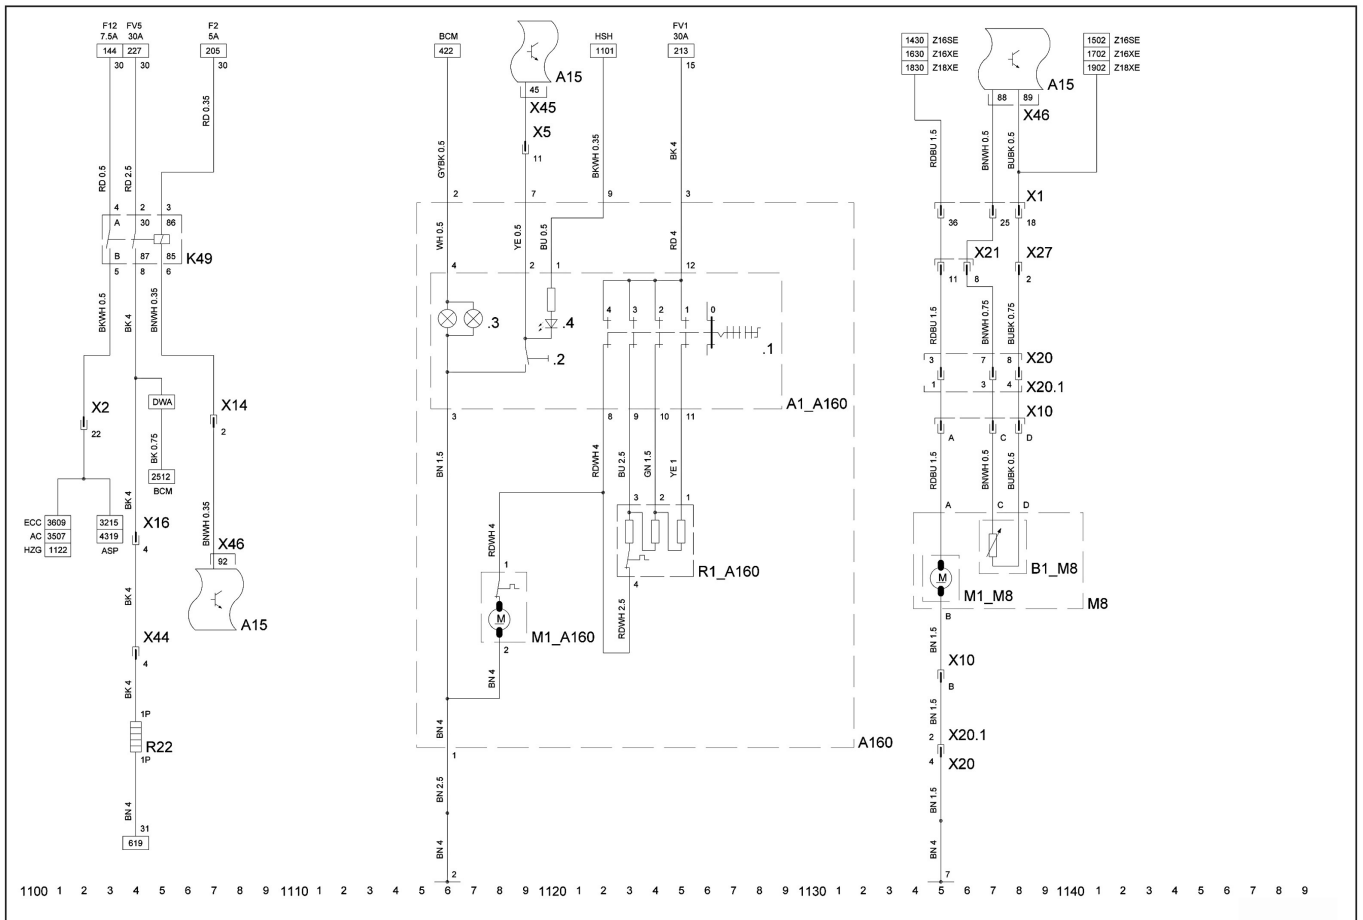 F12 FV5 F2 BCM HSH FV1
7.5A 30A 5A 30A
144 227 205 422 1101 213
30 30 30 15
1430 Z16SE 1502 Z16SE
1630 Z16XE 1702 Z16XE
1830 Z18XE 1902 Z18XE
A15 A15
45 88 89
X45 X46
X5
11
RD 0.5 RD 2.5 RD 0.35 GYBK 0.5 BKWH 0.35 BK 4 RDBU 1.5 BNWH 0.5 BUBK 0.5
4 2 3 2 7 9 3
X1
36 25 18
A 30 86
K49
B 87 85
5 8 6
WH 0.5 YE 0.5 BU 0.5 RD 4
4 2 1 12
X21 X27
11 8 2
BKWH 0.5 BK 4 BNWH 0.35
.3 .4 .2
4 3 2 1 0
.1
RDBU 1.5 BNWH 0.75 BUBK 0.75
3 7 8 X20
1 3 4 X20.1
A1_A160
X2 DWA X14
22 2
BK 0.75
2512
BCM
3 8 9 10 11
X10
A C D
BN 1.5 RDWH 4 BU 2.5 GN 1.5 YE 1
RDBU 1.5 BNWH 0.5 BUBK 0.5
BK 4 BNWH 0.35
ECC 3609 3215
AC 3507 4319
HZG 1122 ASP
X16
4
X46
92
A15
RDWH 4
3 2 1
R1_A160
4
1
M
M1_A160
2
RDWH 2.5
A C D
B1_M8
M
M1_M8
M8
B
BK 4
X44
4
BK 4
1P
R22
1P
BN 4
31
619
BN 4
BN 4
A160
1
BN 2.5
BN 4
2
BN 1.5
X10
B
BN 1.5
2 X20.1
4 X20
BN 1.5
BN 4
7
1100 1 2 3 4 5 6 7 8 9 1110 1 2 3 4 5 6 7 8 9 1120 1 2 3 4 5 6 7 8 9 1130 1 2 3 4 5 6 7 8 9 1140 1 2 3 4 5 6 7 8 9